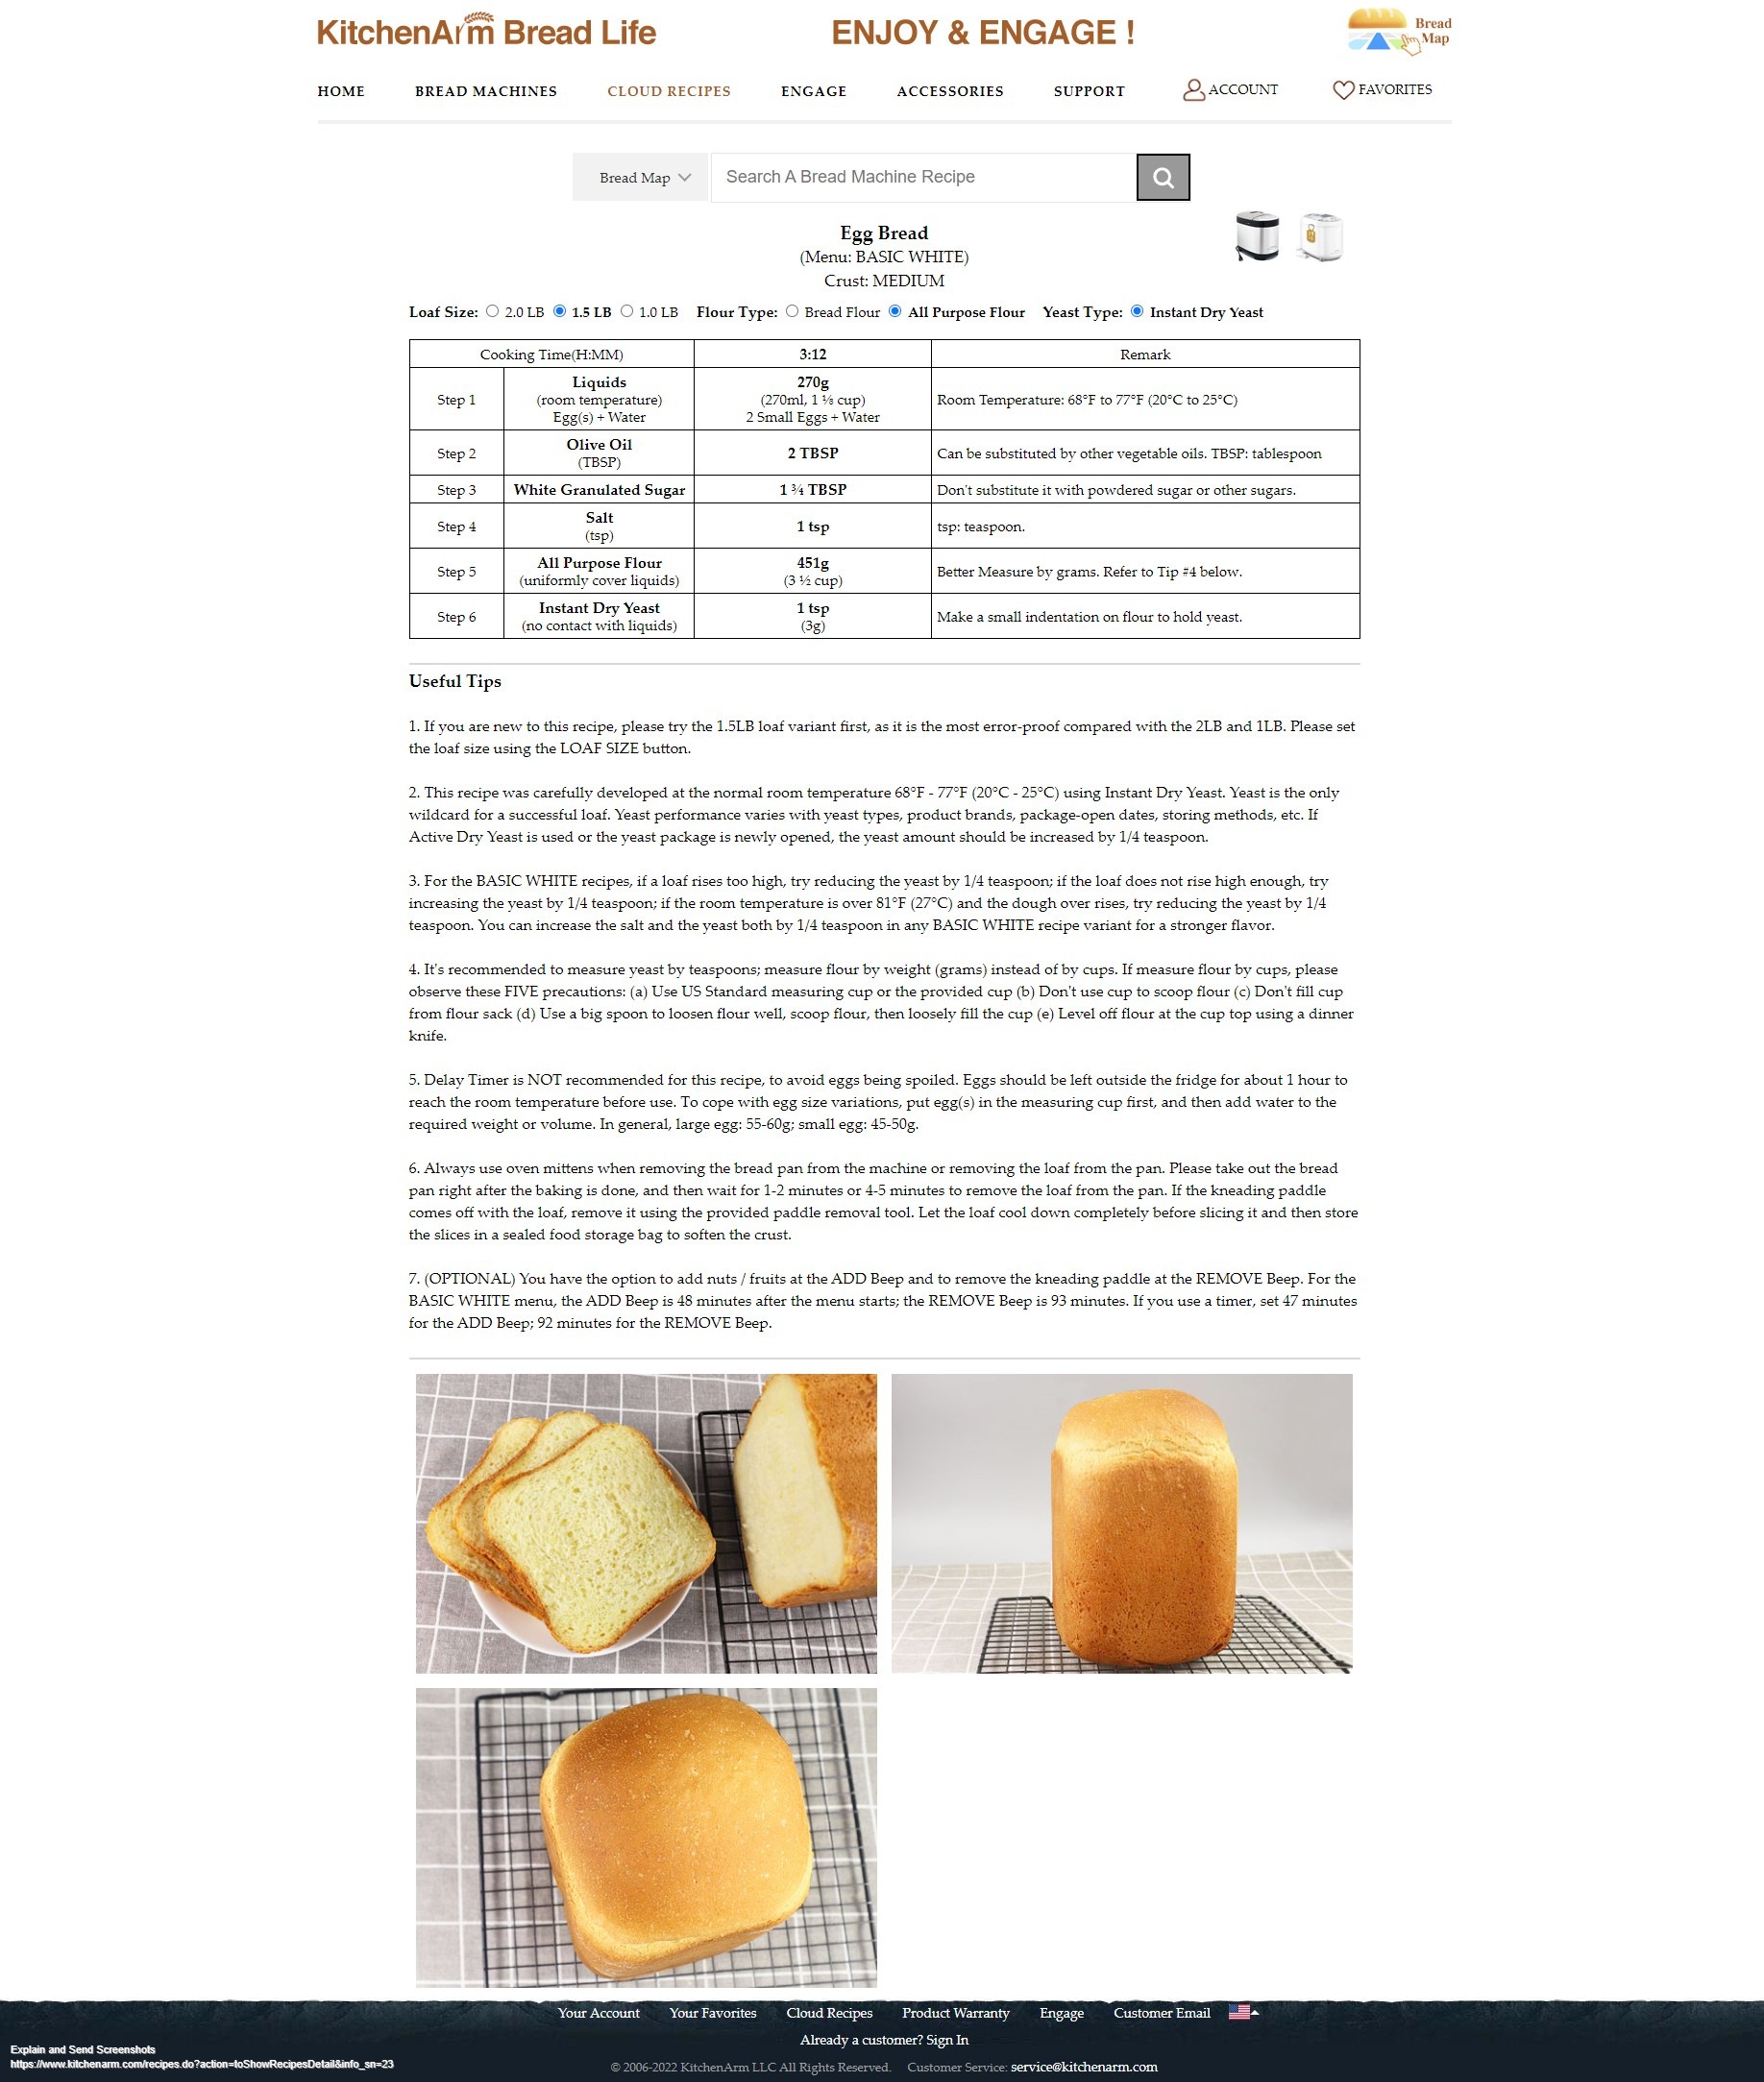 KitchenArm Bread Life
ENJOY & ENGAGE !
Bread
Map
HOME
BREAD MACHINES
CLOUD RECIPES
ENGAGE
ACCESSORIES
SUPPORT
ACCOUNT
FAVORITES
Bread Map
Search A Bread Machine Recipe
Egg Bread
(Menu: BASIC WHITE)
Crust: MEDIUM
Loaf Size: 2.0 LB 1.5 LB 1.0 LB Flour Type: Bread Flour All Purpose Flour Yeast Type: Instant Dry Yeast
Cooking Time(H:MM)
3:12
Remark
Step 1
Liquids
(room temperature)
Egg(s) + Water
270g
(270ml, 1 ⅛ cup)
2 Small Eggs + Water
Room Temperature: 68°F to 77°F (20°C to 25°C)
Step 2
Olive Oil
(TBSP)
2 TBSP
Can be substituted by other vegetable oils. TBSP: tablespoon
Step 3
White Granulated Sugar
1 ¾ TBSP
Don't substitute it with powdered sugar or other sugars.
Step 4
Salt
(tsp)
1 tsp
tsp: teaspoon.
Step 5
All Purpose Flour
(uniformly cover liquids)
451g
(3 ½ cup)
Better Measure by grams. Refer to Tip #4 below.
Step 6
Instant Dry Yeast
(no contact with liquids)
1 tsp
(3g)
Make a small indentation on flour to hold yeast.
Useful Tips
1. If you are new to this recipe, please try the 1.5LB loaf variant first, as it is the most error-proof compared with the 2LB and 1LB. Please set
the loaf size using the LOAF SIZE button.
2. This recipe was carefully developed at the normal room temperature 68°F - 77°F (20°C - 25°C) using Instant Dry Yeast. Yeast is the only
wildcard for a successful loaf. Yeast performance varies with yeast types, product brands, package-open dates, storing methods, etc. If
Active Dry Yeast is used or the yeast package is newly opened, the yeast amount should be increased by 1/4 teaspoon.
3. For the BASIC WHITE recipes, if a loaf rises too high, try reducing the yeast by 1/4 teaspoon; if the loaf does not rise high enough, try
increasing the yeast by 1/4 teaspoon; if the room temperature is over 81°F (27°C) and the dough over rises, try reducing the yeast by 1/4
teaspoon. You can increase the salt and the yeast both by 1/4 teaspoon in any BASIC WHITE recipe variant for a stronger flavor.
4. It's recommended to measure yeast by teaspoons; measure flour by weight (grams) instead of by cups. If measure flour by cups, please
observe these FIVE precautions: (a) Use US Standard measuring cup or the provided cup (b) Don't use cup to scoop flour (c) Don't fill cup
from flour sack (d) Use a big spoon to loosen flour well, scoop flour, then loosely fill the cup (e) Level off flour at the cup top using a dinner
knife.
5. Delay Timer is NOT recommended for this recipe, to avoid eggs being spoiled. Eggs should be left outside the fridge for about 1 hour to
reach the room temperature before use. To cope with egg size variations, put egg(s) in the measuring cup first, and then add water to the
required weight or volume. In general, large egg: 55-60g; small egg: 45-50g.
6. Always use oven mittens when removing the bread pan from the machine or removing the loaf from the pan. Please take out the bread
pan right after the baking is done, and then wait for 1-2 minutes or 4-5 minutes to remove the loaf from the pan. If the kneading paddle
comes off with the loaf, remove it using the provided paddle removal tool. Let the loaf cool down completely before slicing it and then store
the slices in a sealed food storage bag to soften the crust.
7. (OPTIONAL) You have the option to add nuts / fruits at the ADD Beep and to remove the kneading paddle at the REMOVE Beep. For the
BASIC WHITE menu, the ADD Beep is 48 minutes after the menu starts; the REMOVE Beep is 93 minutes. If you use a timer, set 47 minutes
for the ADD Beep; 92 minutes for the REMOVE Beep.
Your Account Your Favorites Cloud Recipes Product Warranty Engage Customer Email
Already a customer? Sign In
© 2006-2022 KitchenArm LLC All Rights Reserved. Customer Service: service@kitchenarm.com
Explain and Send Screenshots
https://www.kitchenarm.com/recipes.do?action=toShowRecipesDetail&info_sn=23